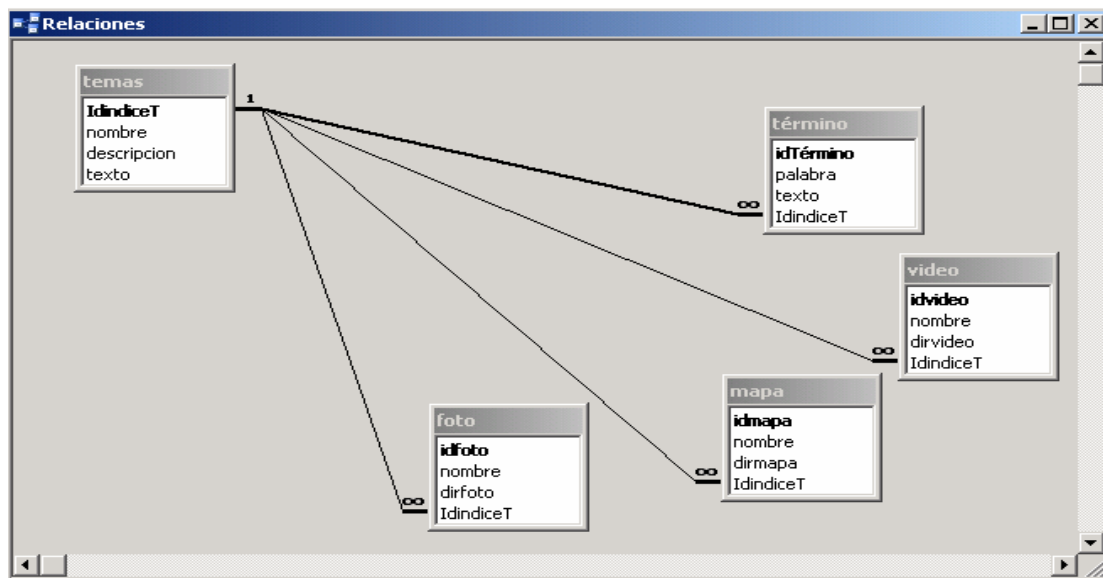 Relaciones
temas
IdindiceT
nombre
descripcion
texto
1
término
idTérmino
palabra
texto
IdindiceT
∞
video
idvideo
nombre
dirvideo
IdindiceT
∞
mapa
idmapa
nombre
dirmapa
IdindiceT
∞
foto
idfoto
nombre
dirfoto
IdindiceT
∞